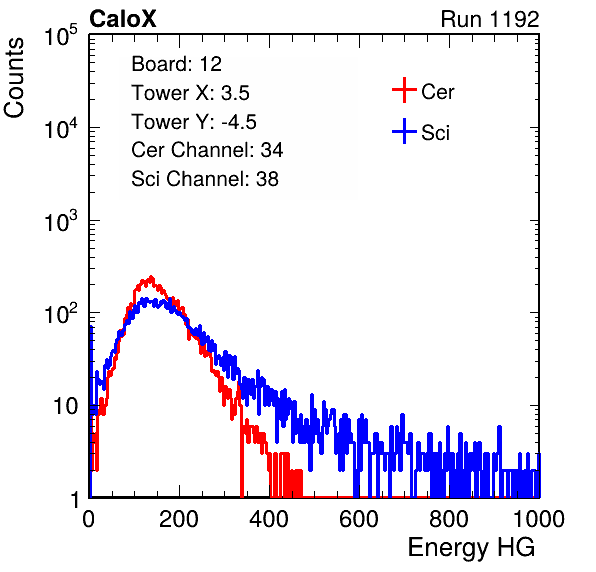 CaloX Run 1192
Counts
10^5
10^4
10^3
10^2
10
1
Board: 12
Tower X: 3.5
Tower Y: -4.5
Cer Channel: 34
Sci Channel: 38
Cer
Sci
0 200 400 600 800 1000
Energy HG